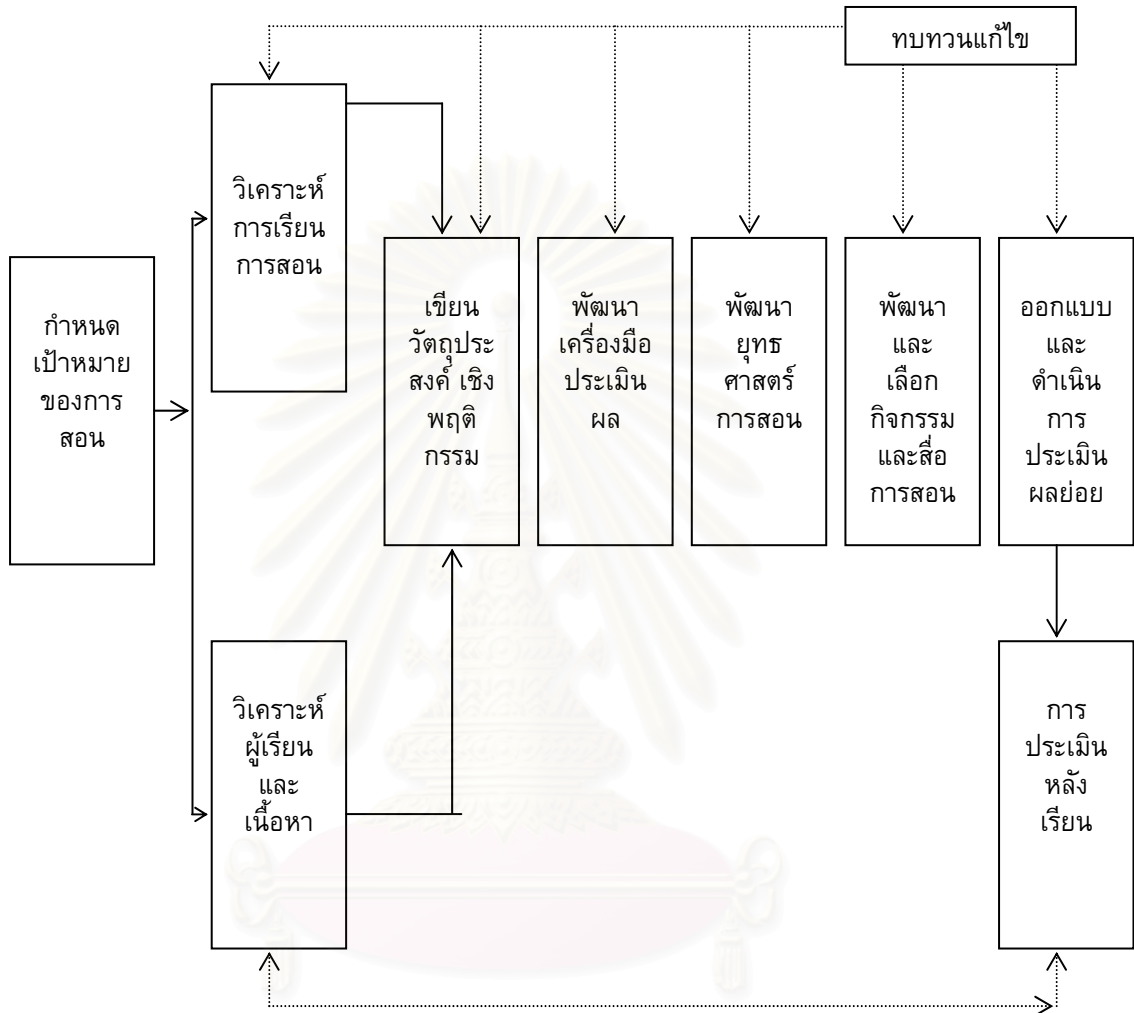 ทบทวนแก้ไข
วิเคราะห์
การเรียน
การสอน
กำหนด
เป้าหมาย
ของการ
สอน
เขียน
วัตถุประ
สงค์ เชิง
พฤติ
กรรม
พัฒนา
เครื่องมือ
ประเมิน
ผล
พัฒนา
ยุทธ
ศาสตร์
การสอน
พัฒนา
และ
เลือก
กิจกรรม
และสื่อ
การสอน
ออกแบบ
และ
ดำเนิน
การ
ประเมิน
ผลย่อย
วิเคราะห์
ผู้เรียน
และ
เนื้อหา
การ
ประเมิน
หลัง
เรียน